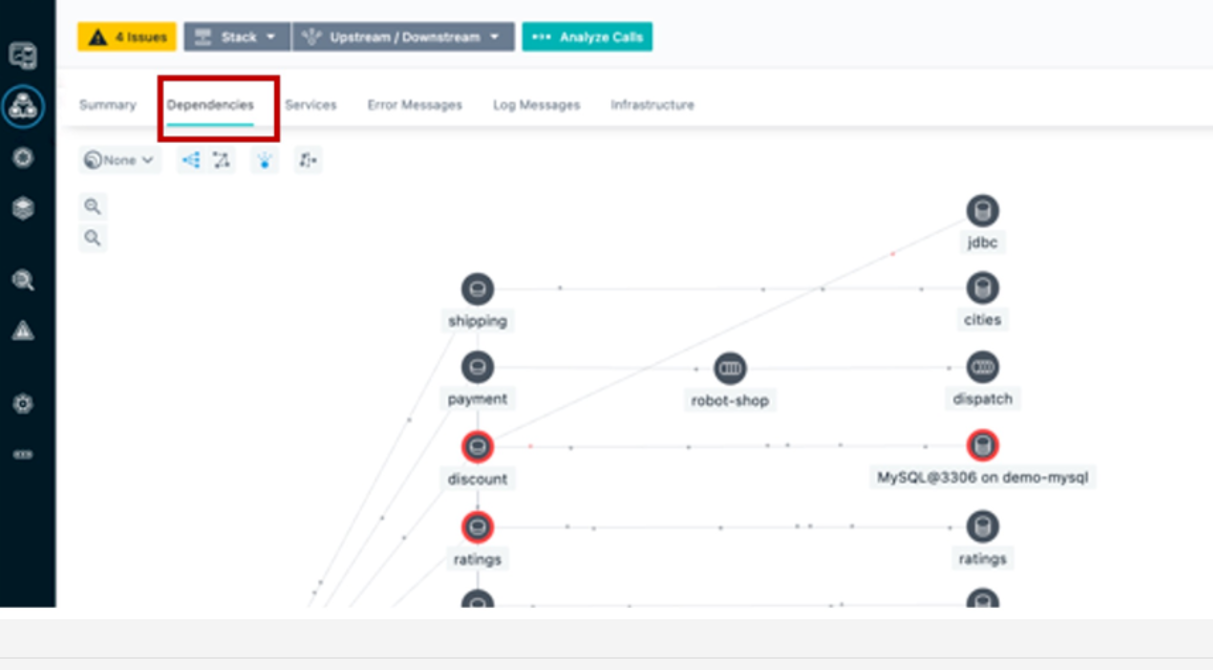 4 Issues
Stack
Upstream / Downstream
Analyze Calls
Summary
Dependencies
Services
Error Messages
Log Messages
Infrastructure
None
jdbc
shipping
cities
payment
robot-shop
dispatch
discount
MySQL@3306 on demo-mysql
ratings
ratings